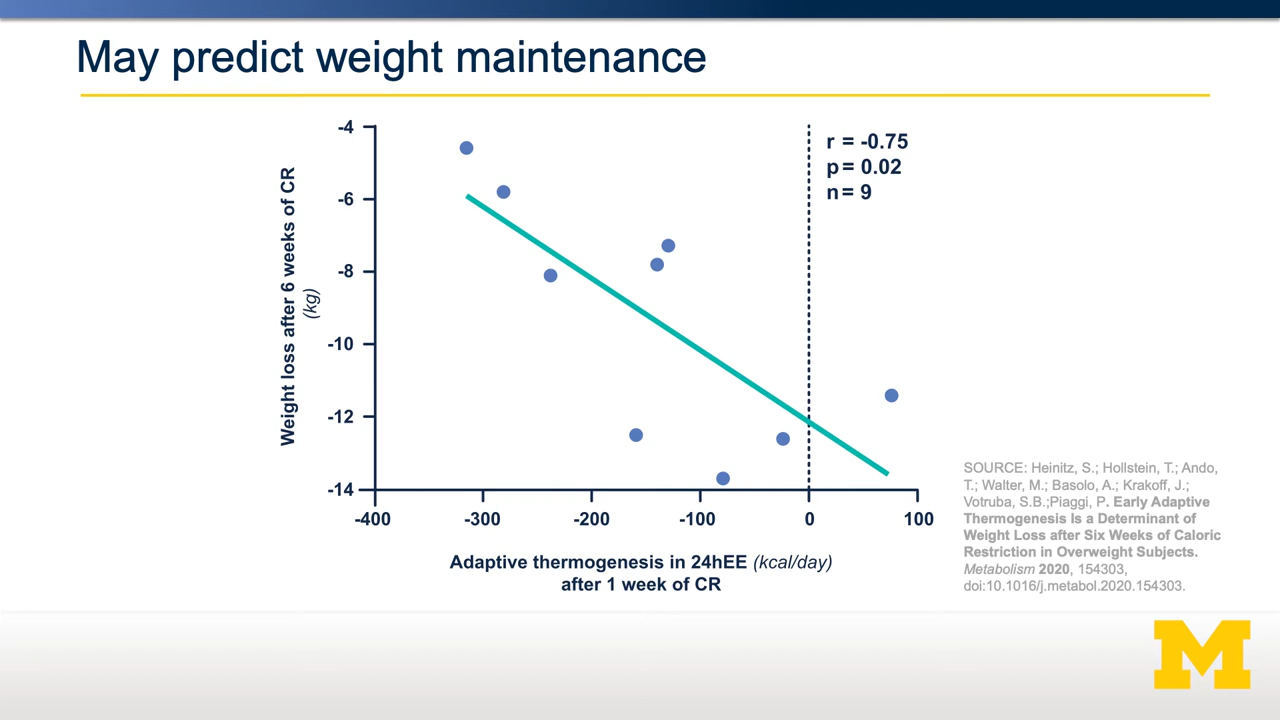 May predict weight maintenance
r = -0.75
p = 0.02
n = 9
Weight loss after 6 weeks of CR
(kg)
-4
-6
-8
-10
-12
-14
-400
-300
-200
-100
0
100
Adaptive thermogenesis in 24hEE (kcal/day)
after 1 week of CR
SOURCE: Heinitz, S.; Hollstein, T.; Ando,
T.; Walter, M.; Basolo, A.; Krakoff, J.;
Votruba, S.B.;Piaggi, P. Early Adaptive
Thermogenesis Is a Determinant of
Weight Loss after Six Weeks of Caloric
Restriction in Overweight Subjects.
Metabolism 2020, 154303,
doi:10.1016/j.metabol.2020.154303.
M